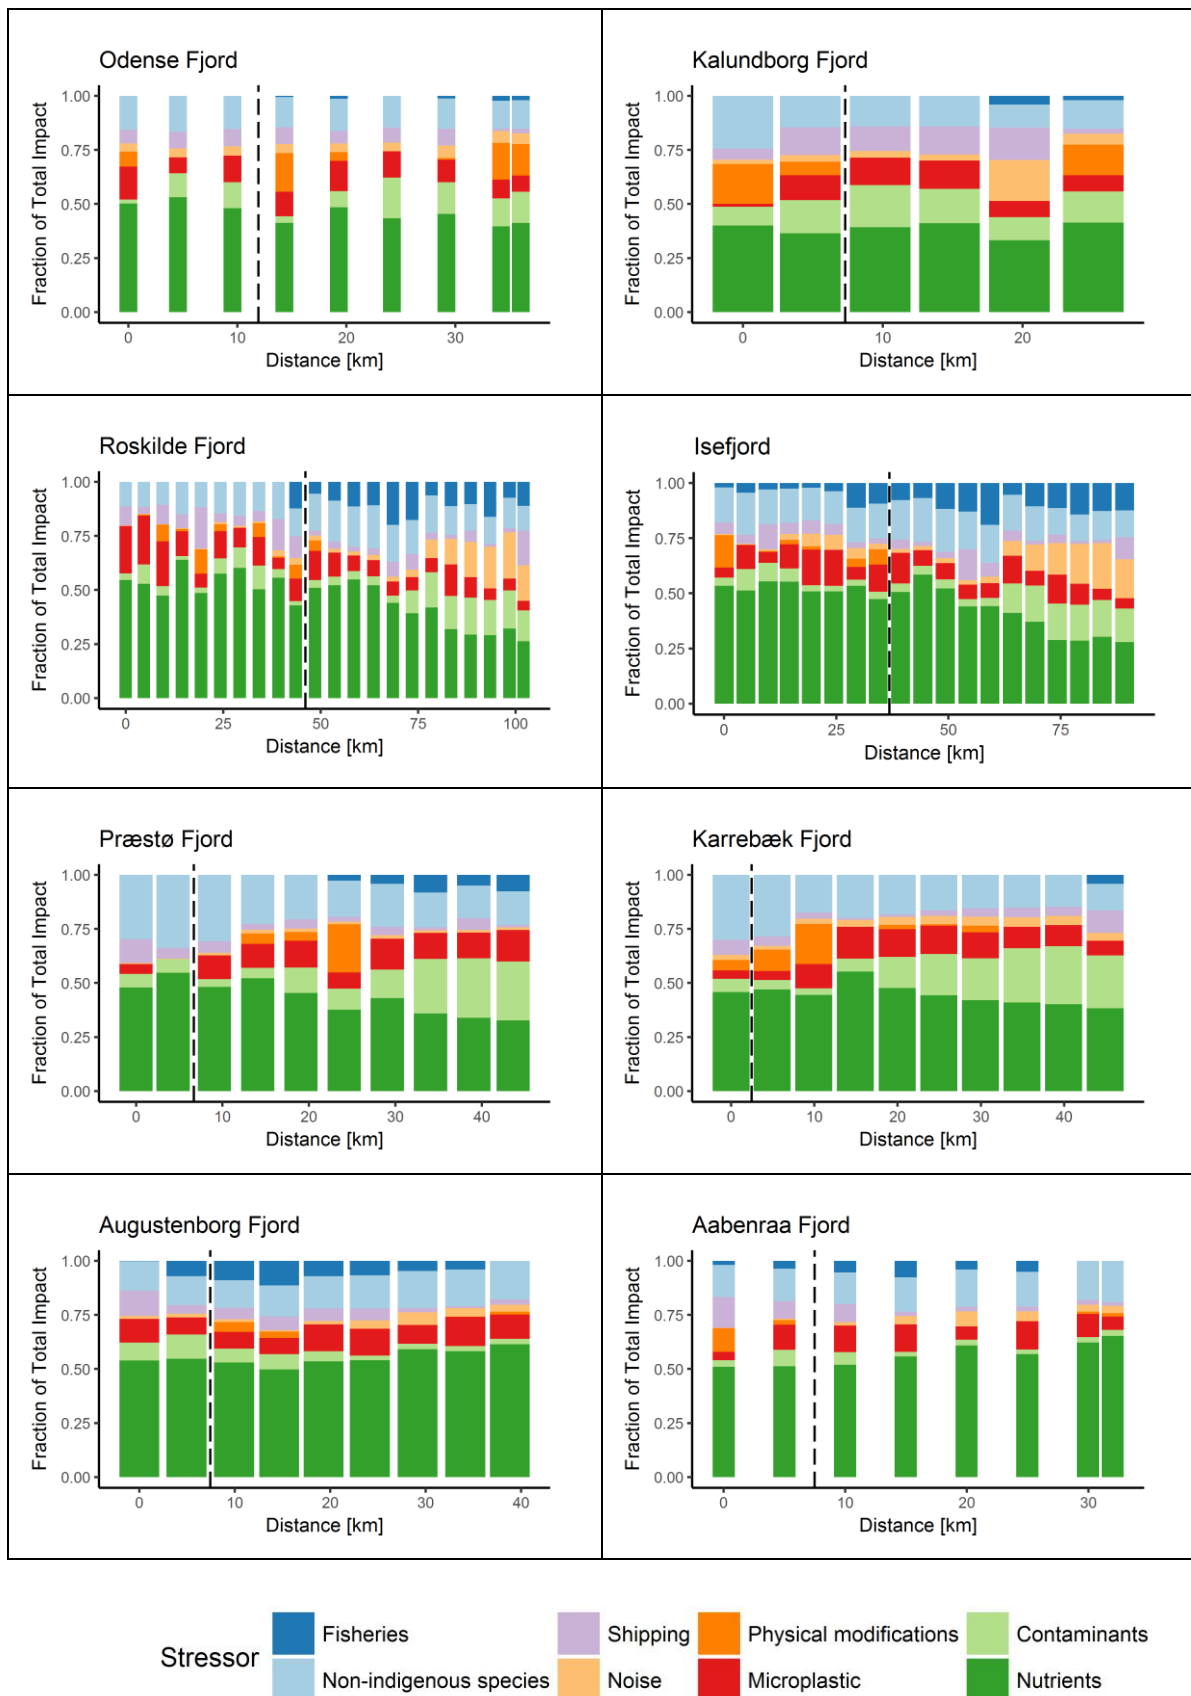 Odense Fjord
Fraction of Total Impact
1.00
0.75
0.50
0.25
0.00
0 10 20 30
Distance [km]
Kalundborg Fjord
Fraction of Total Impact
1.00
0.75
0.50
0.25
0.00
0 10 20
Distance [km]
Roskilde Fjord
Fraction of Total Impact
1.00
0.75
0.50
0.25
0.00
0 25 50 75 100
Distance [km]
Isefjord
Fraction of Total Impact
1.00
0.75
0.50
0.25
0.00
0 25 50 75
Distance [km]
Præstø Fjord
Fraction of Total Impact
1.00
0.75
0.50
0.25
0.00
0 10 20 30 40
Distance [km]
Karrebæk Fjord
Fraction of Total Impact
1.00
0.75
0.50
0.25
0.00
0 10 20 30 40
Distance [km]
Augustenborg Fjord
Fraction of Total Impact
1.00
0.75
0.50
0.25
0.00
0 10 20 30 40
Distance [km]
Aabenraa Fjord
Fraction of Total Impact
1.00
0.75
0.50
0.25
0.00
0 10 20 30
Distance [km]
Stressor
Fisheries Shipping Physical modifications Contaminants
Non-indigenous species Noise Microplastic Nutrients